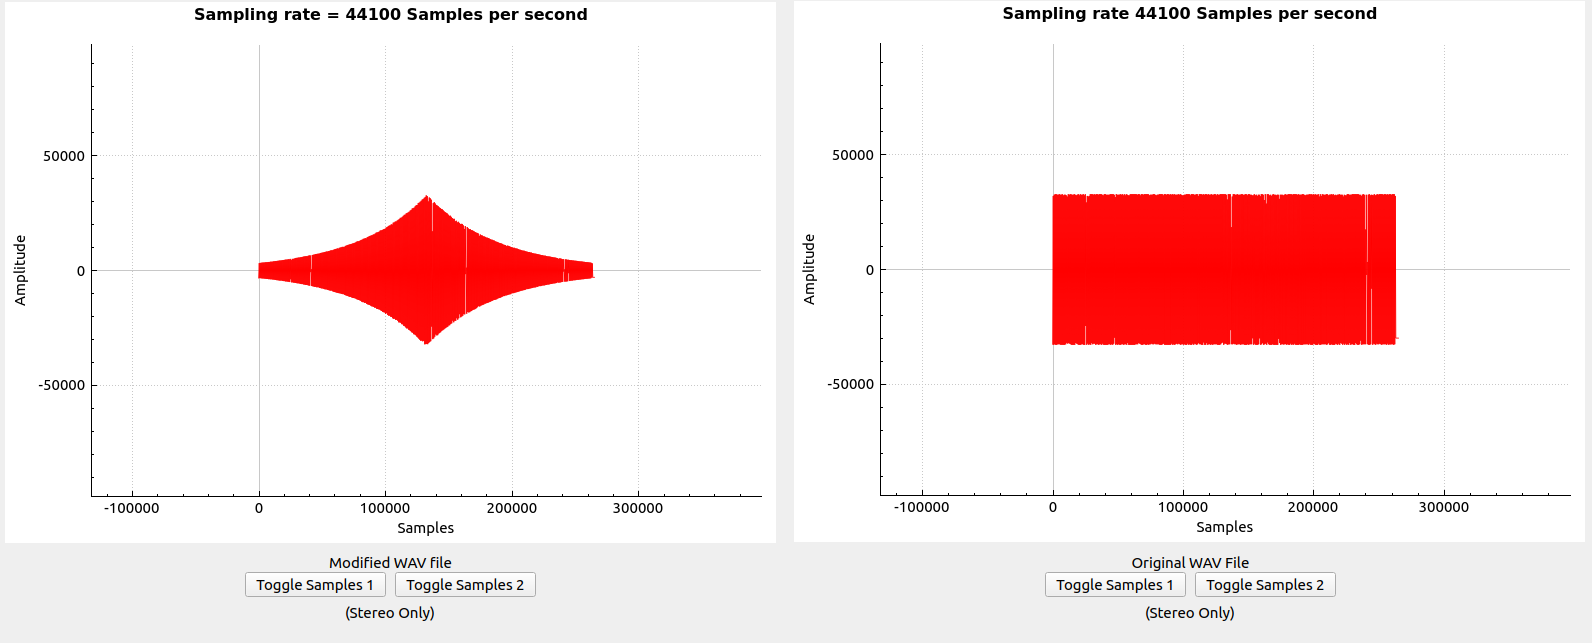 Sampling rate = 44100 Samples per second
50000
0
-50000
Amplitude
-100000 0 100000 200000 300000
Samples
Modified WAV file
Toggle Samples 1 Toggle Samples 2
(Stereo Only)
Sampling rate 44100 Samples per second
50000
0
-50000
Amplitude
-100000 0 100000 200000 300000
Samples
Original WAV File
Toggle Samples 1 Toggle Samples 2
(Stereo Only)